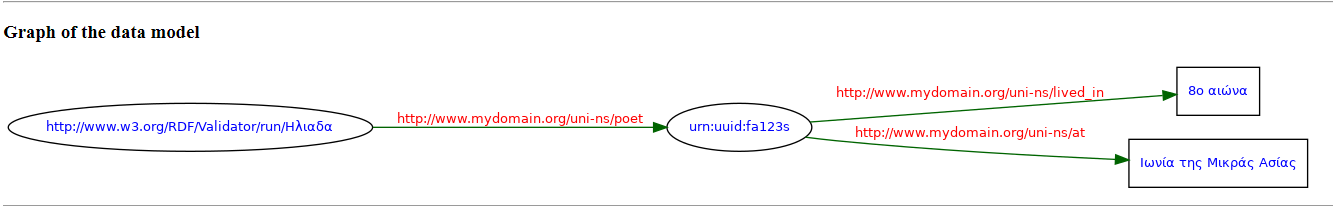 Graph of the data model
http://www.w3.org/RDF/Validator/run/Ηλιαδα
http://www.mydomain.org/uni-ns/poet
urn:uuid:fa123s
http://www.mydomain.org/uni-ns/lived_in
8ο αιώνα
http://www.mydomain.org/uni-ns/at
Ιωνία της Μικράς Ασίας